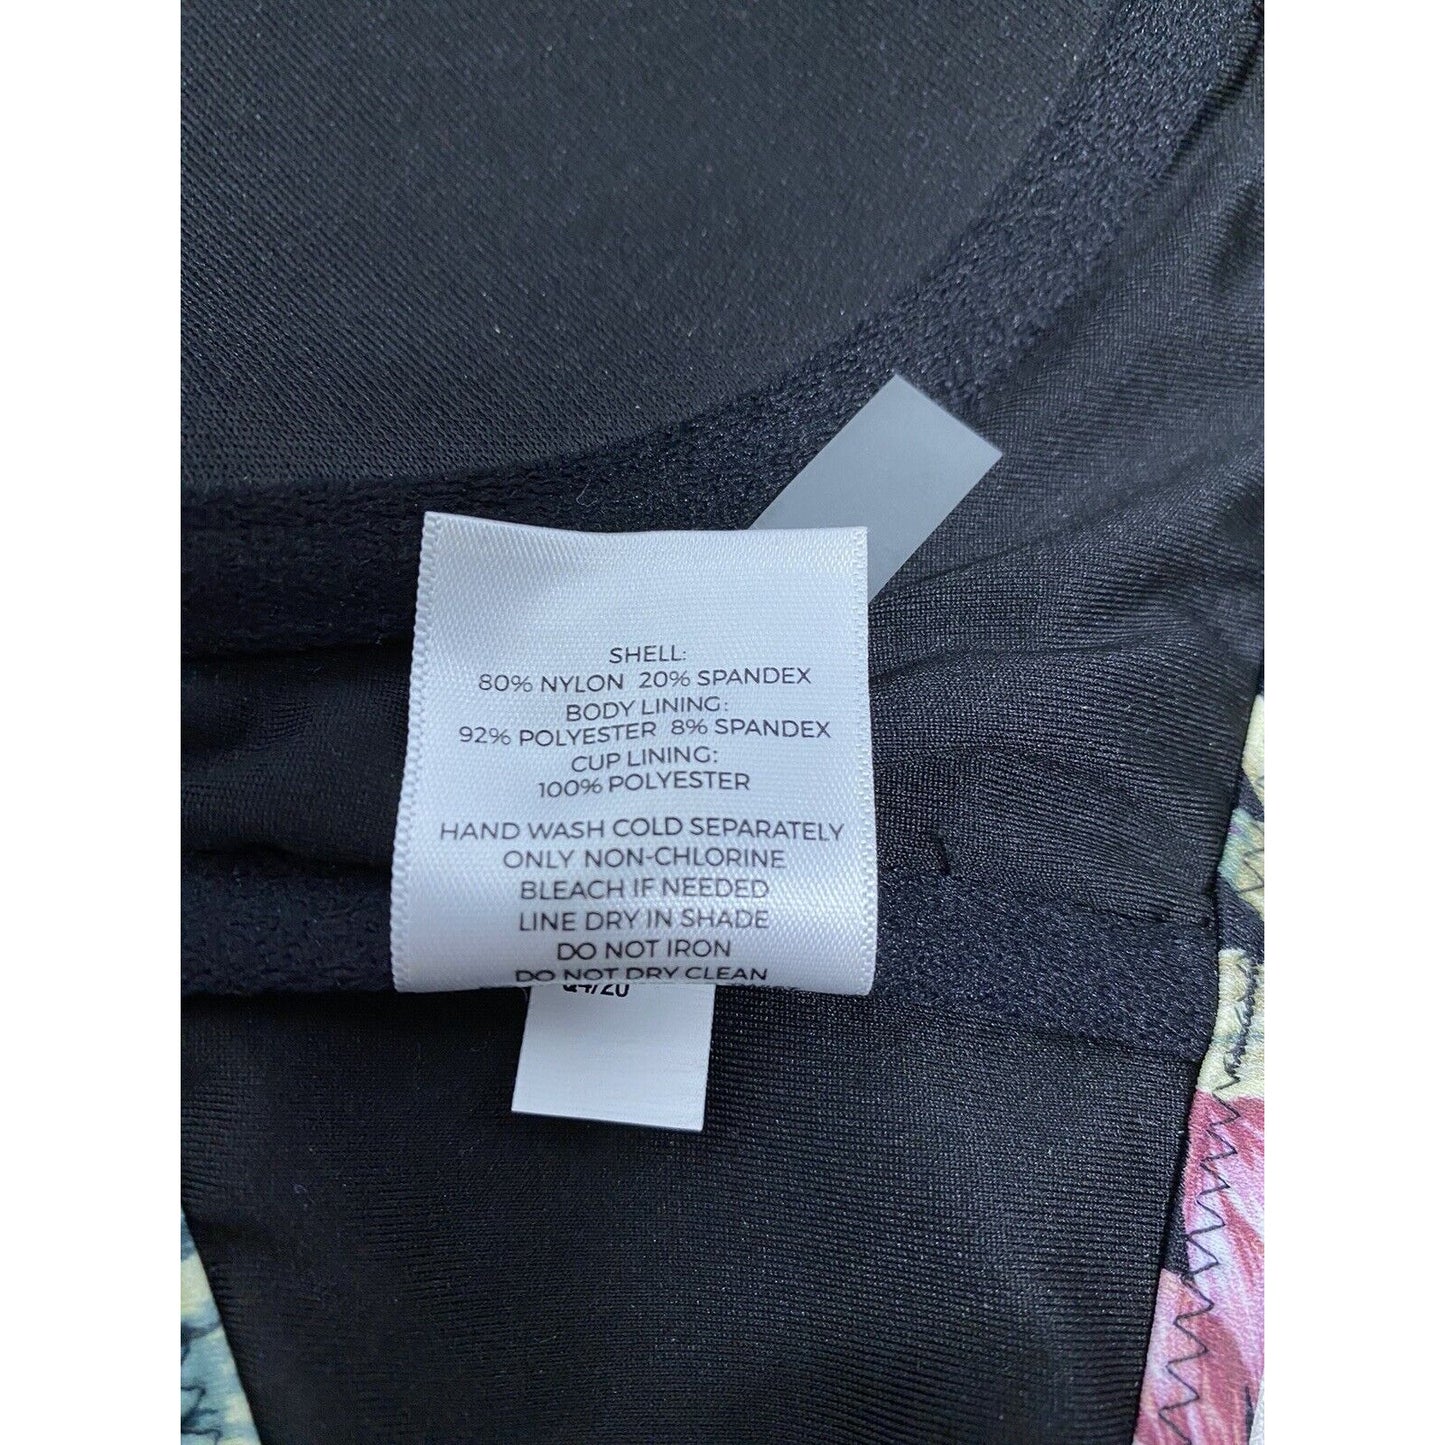 SHELL:
80% NYLON 20% SPANDEX
BODY LINING:
92% POLYESTER 8% SPANDEX
CUP LINING:
100% POLYESTER
HAND WASH COLD SEPARATELY
ONLY NON-CHLORINE
BLEACH IF NEEDED
LINE DRY IN SHADE
DO NOT IRON
DO NOT DRY CLEAN